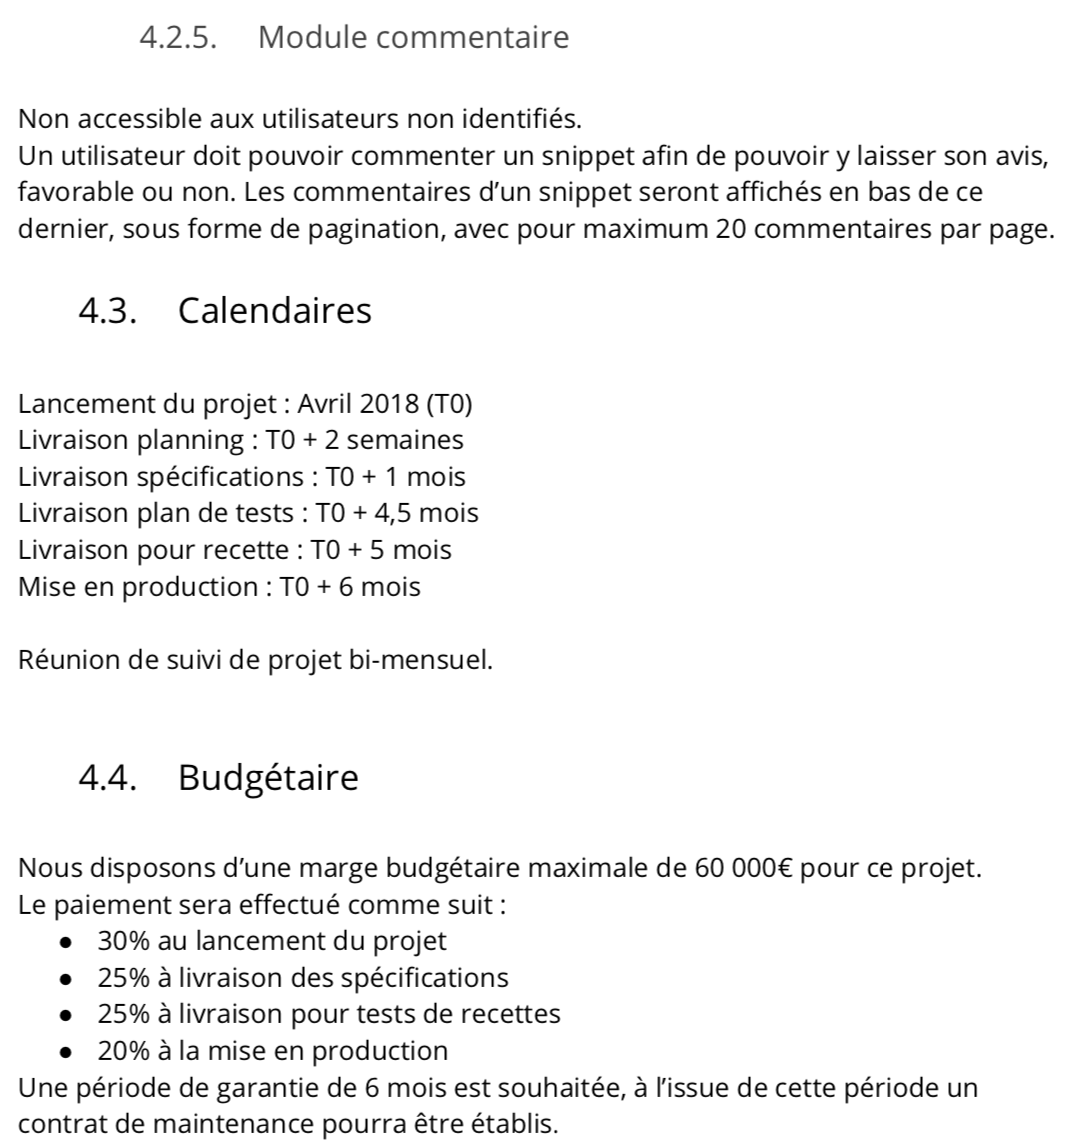 4.2.5. Module commentaire
Non accessible aux utilisateurs non identifiés.
Un utilisateur doit pouvoir commenter un snippet afin de pouvoir y laisser son avis,
favorable ou non. Les commentaires d’un snippet seront affichés en bas de ce
dernier, sous forme de pagination, avec pour maximum 20 commentaires par page.
4.3. Calendaires
Lancement du projet : Avril 2018 (T0)
Livraison planning : T0 + 2 semaines
Livraison spécifications : T0 + 1 mois
Livraison plan de tests : T0 + 4,5 mois
Livraison pour recette : T0 + 5 mois
Mise en production : T0 + 6 mois
Réunion de suivi de projet bi-mensuel.
4.4. Budgétaire
Nous disposons d’une marge budgétaire maximale de 60 000€ pour ce projet.
Le paiement sera effectué comme suit :
● 30% au lancement du projet
● 25% à livraison des spécifications
● 25% à livraison pour tests de recettes
● 20% à la mise en production
Une période de garantie de 6 mois est souhaitée, à l’issue de cette période un
contrat de maintenance pourra être établis.